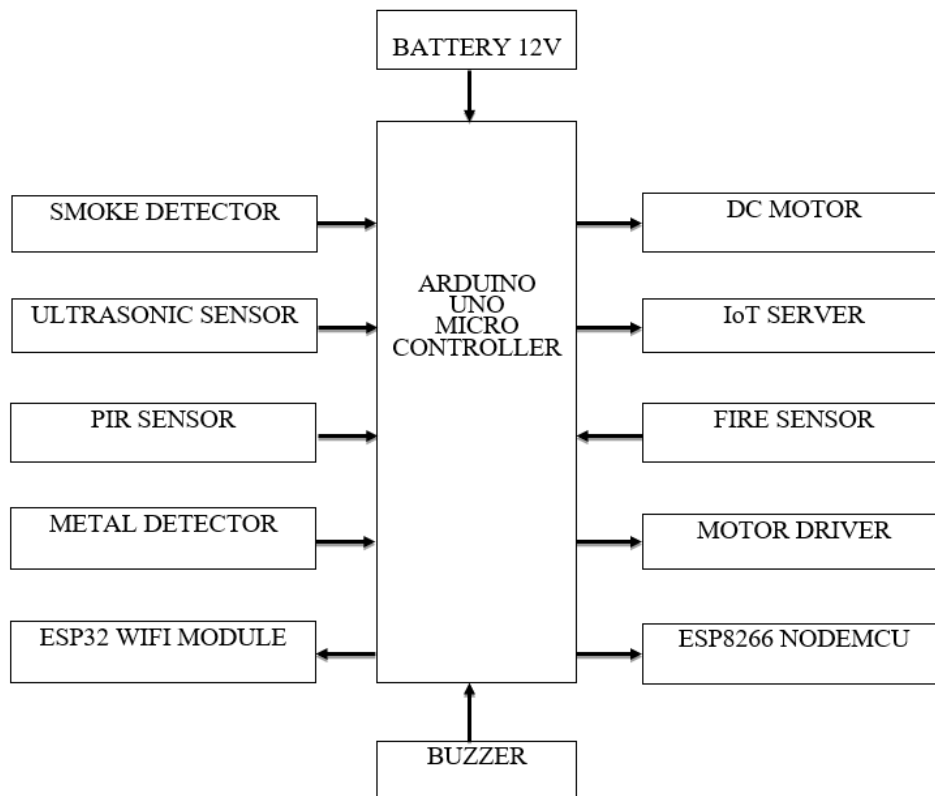 BATTERY 12V
SMOKE DETECTOR
DC MOTOR
ARDUINO
UNO
MICRO
CONTROLLER
ULTRASONIC SENSOR
IoT SERVER
PIR SENSOR
FIRE SENSOR
METAL DETECTOR
MOTOR DRIVER
ESP32 WIFI MODULE
ESP8266 NODEMCU
BUZZER